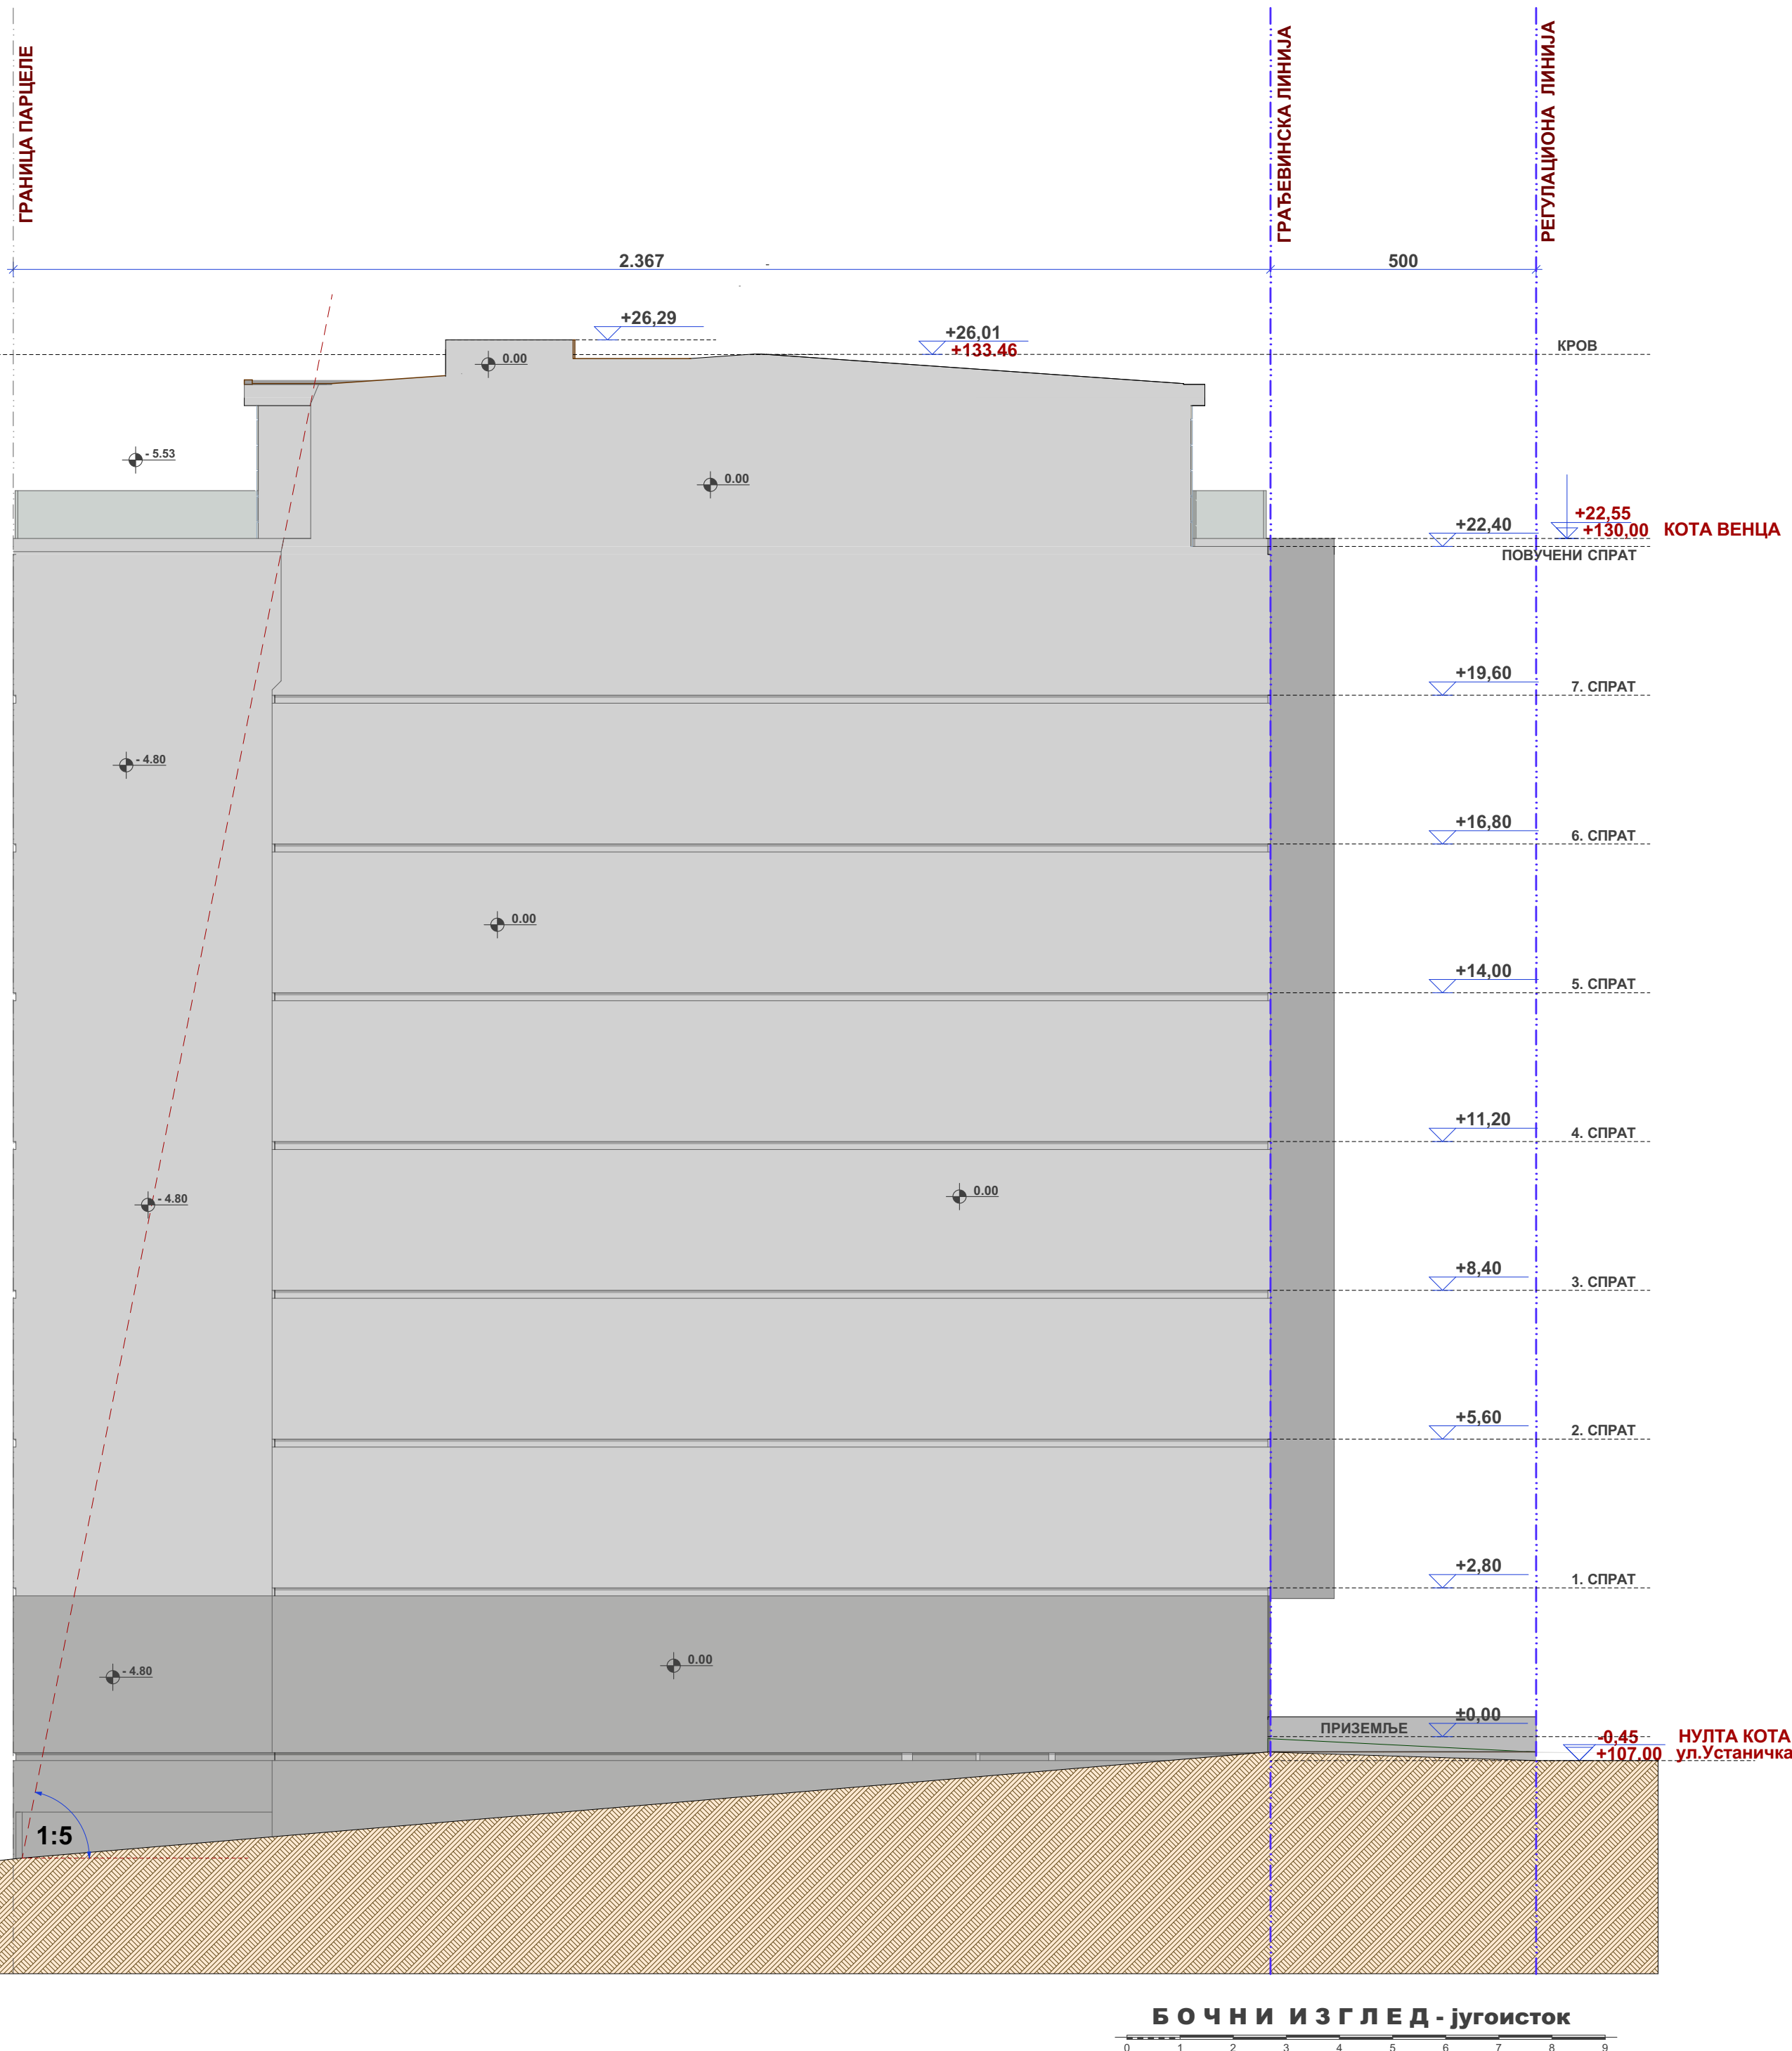 ГРАНИЦА ПАРЦЕЛЕ
ГРАЂЕВИНСКА ЛИНИЈА
РЕГУЛАЦИОНА ЛИНИЈА
2.367
500
+26,29
+26,01
+133.46
КРОВ
0.00
- 5.53
0.00
+22,55
+130,00 КОТА ВЕНЦА
+22,40
ПОВУЧЕНИ СПРАТ
+19,60
7. СПРАТ
- 4.80
+16,80
6. СПРАТ
0.00
+14,00
5. СПРАТ
+11,20
4. СПРАТ
0.00
- 4.80
+8,40
3. СПРАТ
+5,60
2. СПРАТ
+2,80
1. СПРАТ
0.00
- 4.80
±0,00
ПРИЗЕМЉЕ
-0,45 НУЛТА КОТА
+107,00 ул.Устаничка
1:5
Б О Ч Н И И З Г Л Е Д - југоисток
0 1 2 3 4 5 6 7 8 9